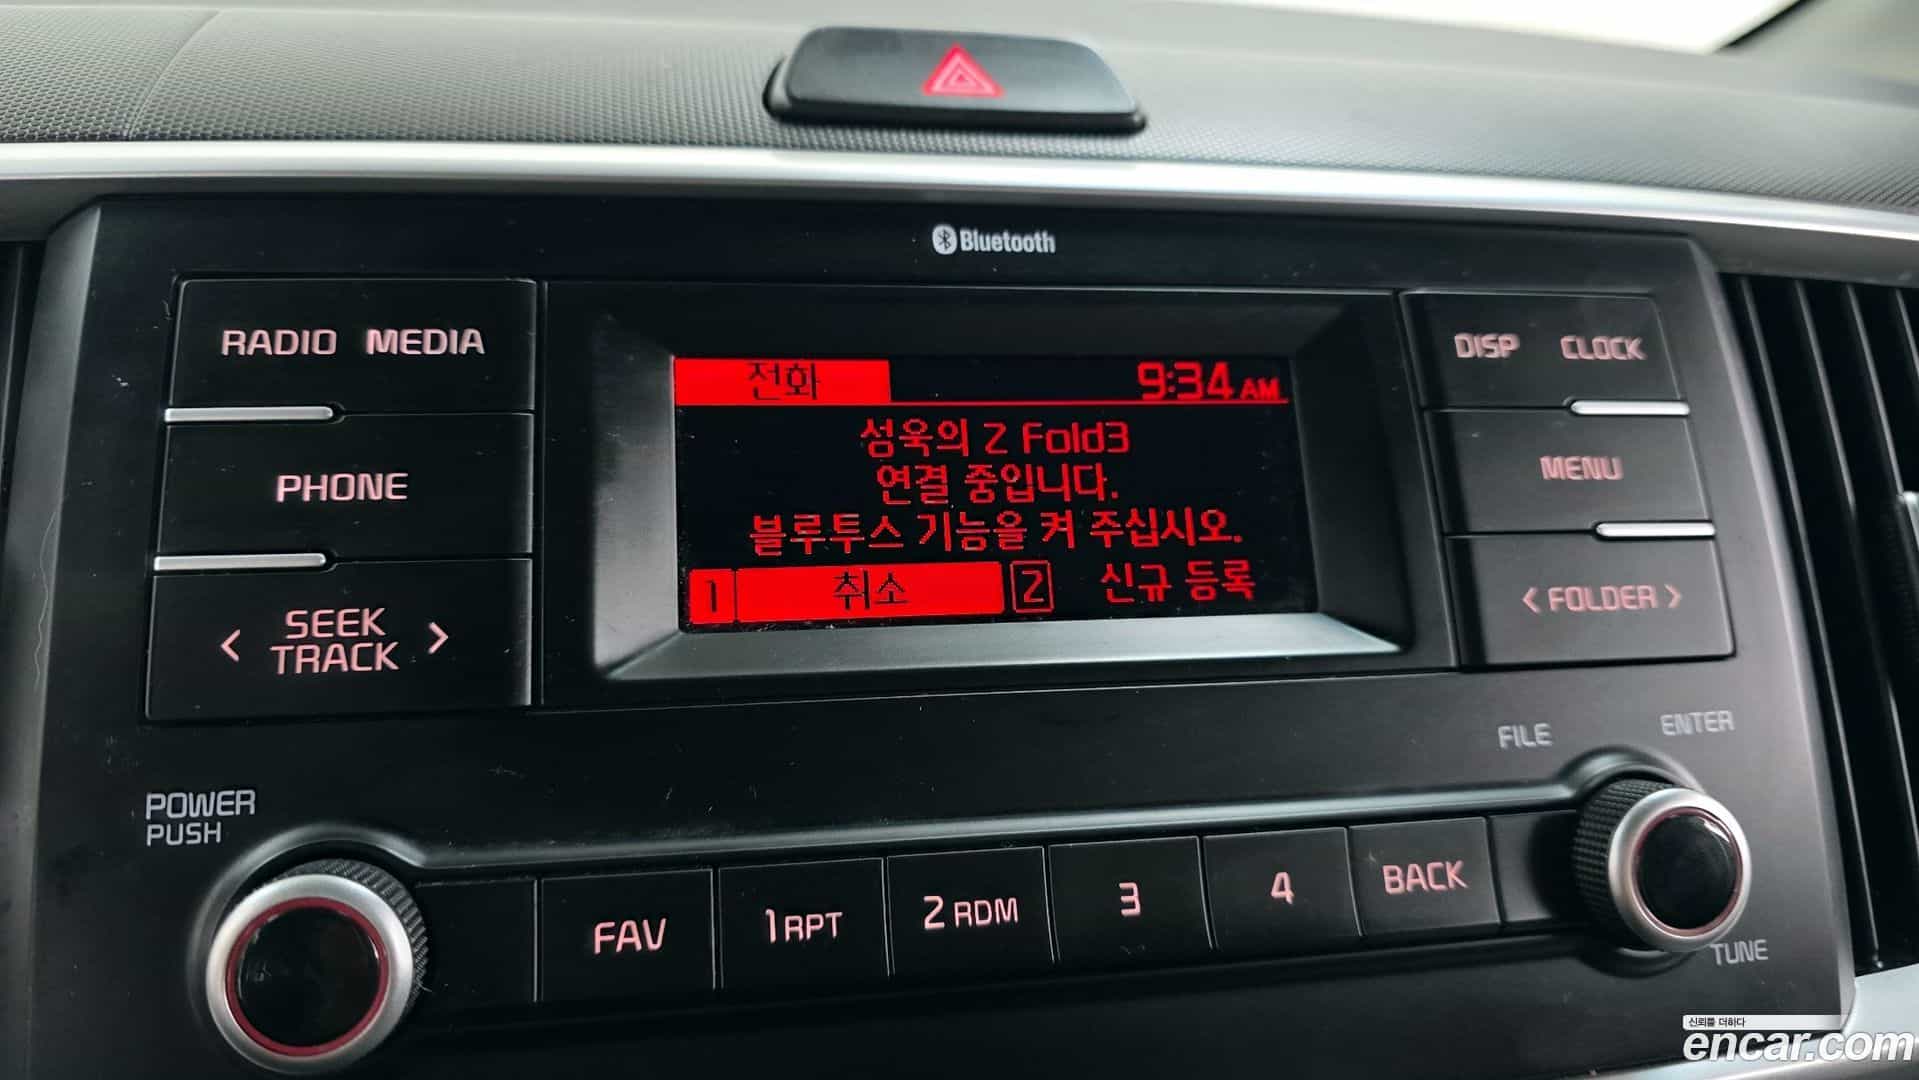 Bluetooth
RADIO MEDIA
DISP CLOCK
PHONE
MENU
< SEEK TRACK >
< FOLDER >
전화 9:34 AM
성욱의 Z Fold3
연결 중입니다.
블루투스 기능을 켜 주십시오.
1 취소 2 신규 등록
FILE
ENTER
POWER
PUSH
FAV
1 RPT
2 RDM
3
4
BACK
TUNE
신뢰를 더하다
encar.com